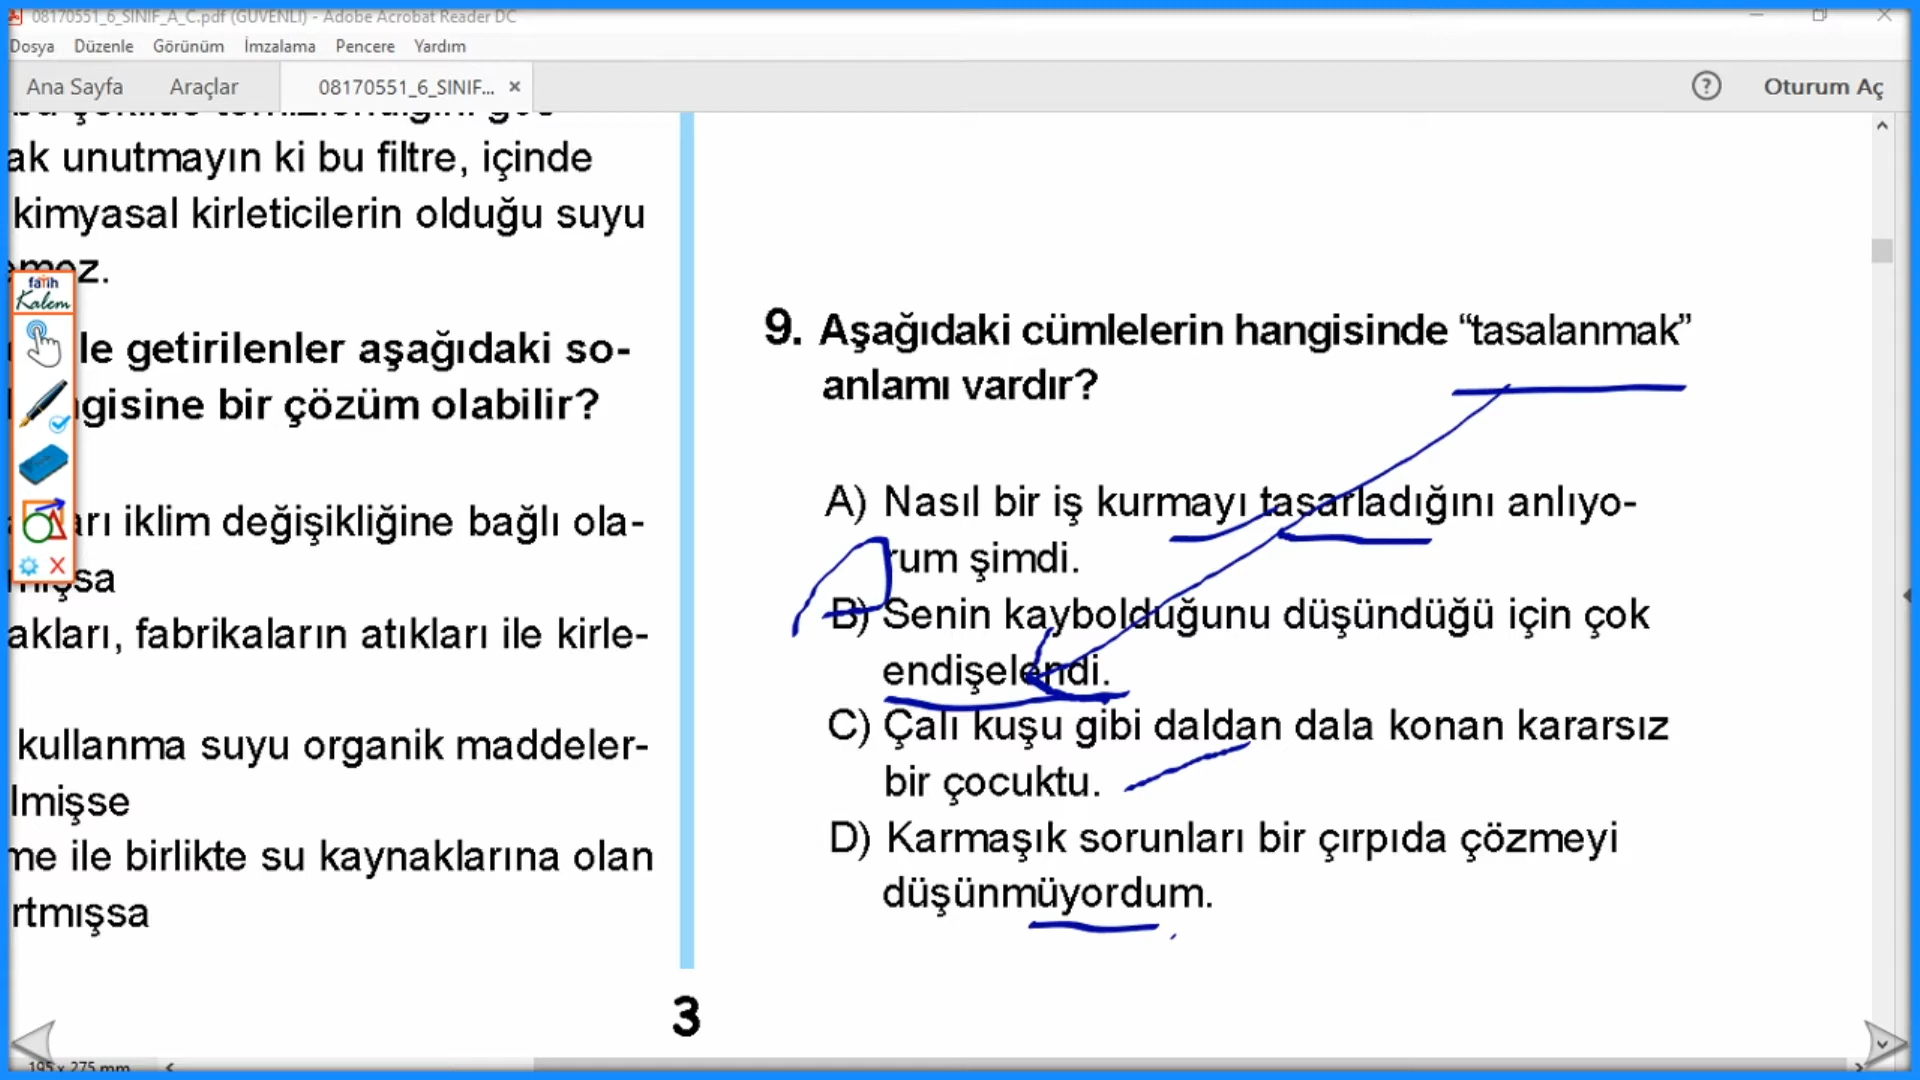 08170551_6_SINIF_A_C.pdf (GÜVENLİ) - Adobe Acrobat Reader DC
Dosya Düzenle Görünüm İmzalama Pencere Yardım
Ana Sayfa Araçlar 08170551_6_SINIF... × ? Oturum Aç
ak unutmayın ki bu filtre, içinde
kimyasal kirleticilerin olduğu suyu
fatih
Kalem
le getirilenler aşağıdaki so-
gisine bir çözüm olabilir?
rı iklim değişikliğine bağlı ola-
mışsa
akları, fabrikaların atıkları ile kirle-
kullanma suyu organik maddeler-
lmişse
me ile birlikte su kaynaklarına olan
rtmışsa
9. Aşağıdaki cümlelerin hangisinde “tasalanmak”
anlamı vardır?
A) Nasıl bir iş kurmayı tasarladığını anlıyo-
rum şimdi.
B) Senin kaybolduğunu düşündüğü için çok
endişelendi.
C) Çalı kuşu gibi daldan dala konan kararsız
bir çocuktu.
D) Karmaşık sorunları bir çırpıda çözmeyi
düşünmüyordum.
3
195 x 275 mm